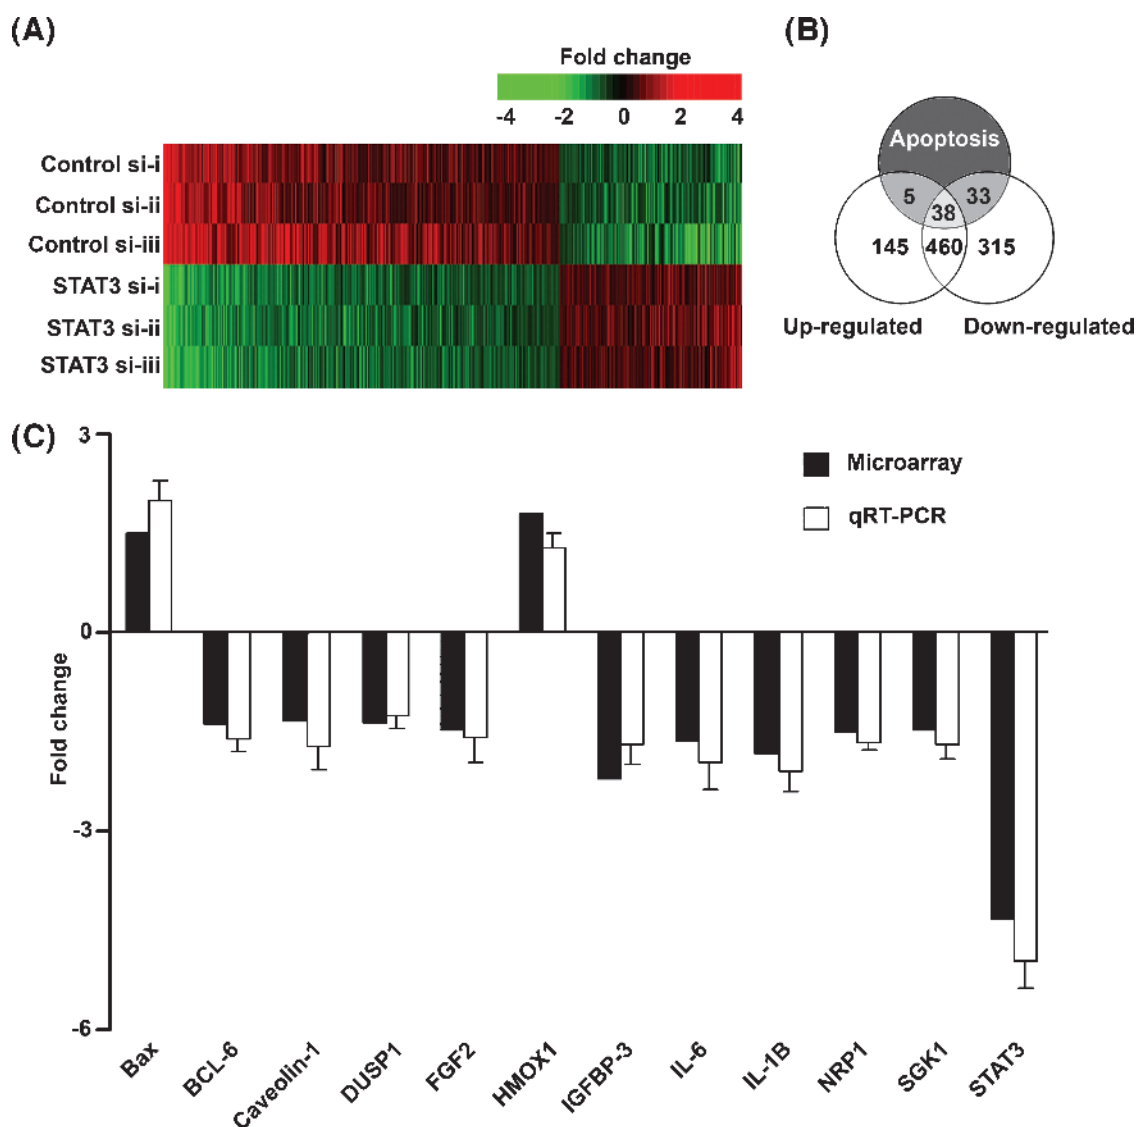 (A)
Fold change
-4 -2 0 2 4
Control si-i
Control si-ii
Control si-iii
STAT3 si-i
STAT3 si-ii
STAT3 si-iii
(B)
Apoptosis
5 33
38
145 460 315
Up-regulated Down-regulated
(C)
3
0
-3
-6
Fold change
Microarray
qRT-PCR
Bax
BCL-6
Caveolin-1
DUSP1
FGF2
HMOX1
IGFBP-3
IL-6
IL-1B
NRP1
SGK1
STAT3